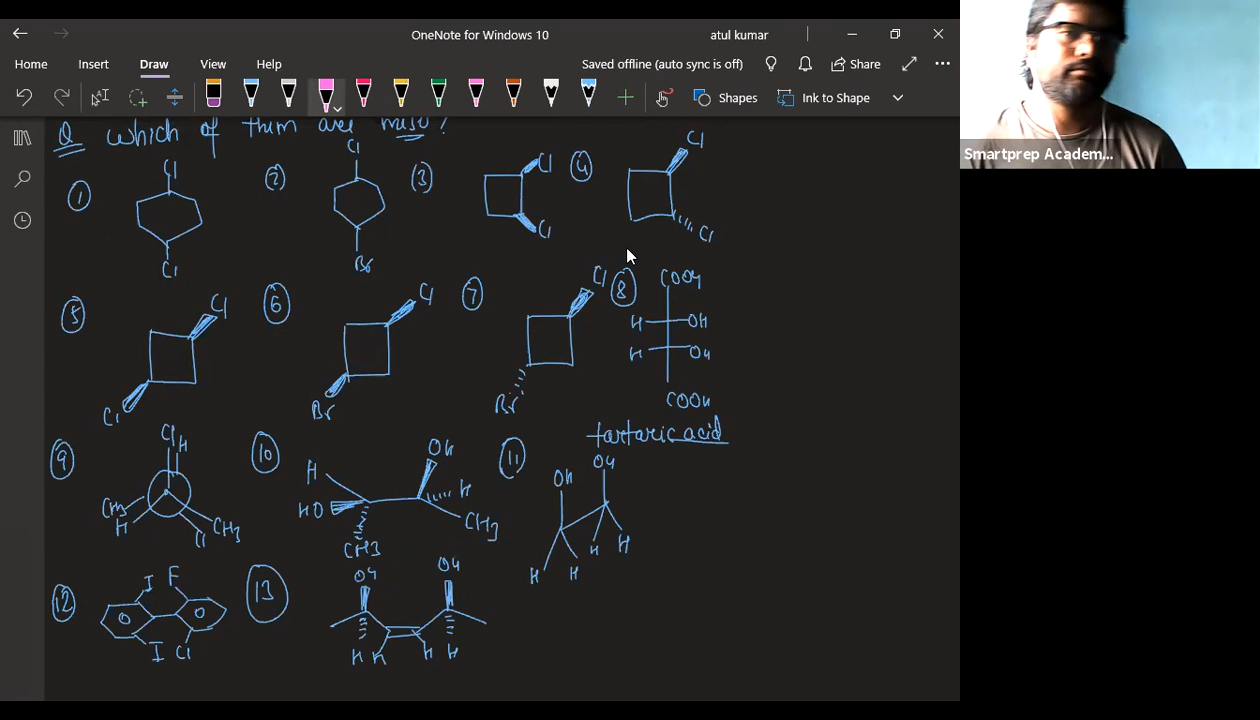 OneNote for Windows 10
atul kumar
Home Insert Draw View Help
Saved offline (auto sync is off)
Share
Shapes
Ink to Shape
Smartprep Academ...
Q which of them are meso?
① Cl Cl
② Cl Br
③ Cl Cl
④ Cl Cl
⑤ Cl Cl
⑥ Cl Br
⑦ Cl Br
⑧ COOH
H OH
H OH
COOH
tartaric acid
⑨ Cl H CH3 H CH3 Cl
⑩ H HO CH3 OH H CH3
⑪ OH OH H H H H
⑫ I F I Cl
⑬ OH OH H H H H